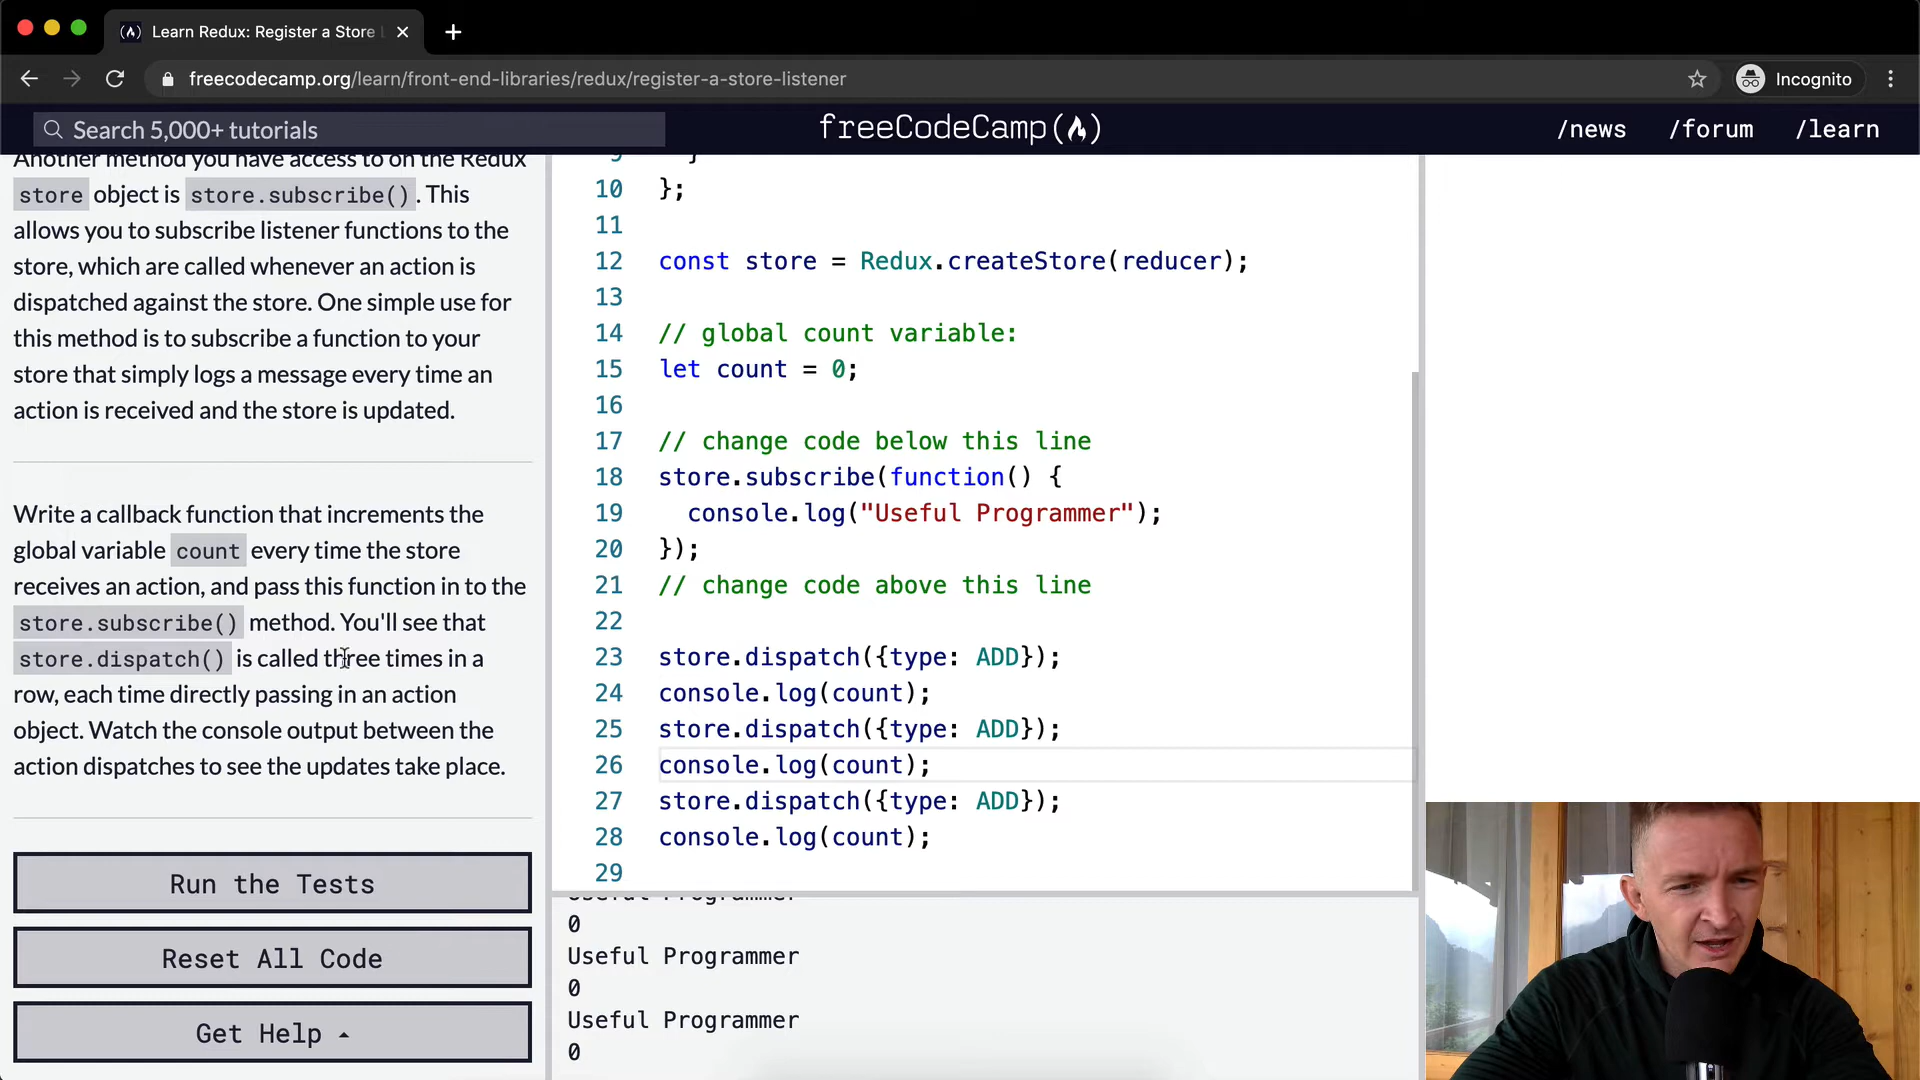 Learn Redux: Register a Store
freecodecamp.org/learn/front-end-libraries/redux/register-a-store-listener
Incognito
Search 5,000+ tutorials
freeCodeCamp
/news
/forum
/learn
Another method you have access to on the Redux
store object is store.subscribe(). This
allows you to subscribe listener functions to the
store, which are called whenever an action is
dispatched against the store. One simple use for
this method is to subscribe a function to your
store that simply logs a message every time an
action is received and the store is updated.
Write a callback function that increments the
global variable count every time the store
receives an action, and pass this function in to the
store.subscribe() method. You'll see that
store.dispatch() is called three times in a
row, each time directly passing in an action
object. Watch the console output between the
action dispatches to see the updates take place.
Run the Tests
Reset All Code
Get Help
9 }
10 };
11
12 const store = Redux.createStore(reducer);
13
14 // global count variable:
15 let count = 0;
16
17 // change code below this line
18 store.subscribe(function() {
19 console.log("Useful Programmer");
20 });
21 // change code above this line
22
23 store.dispatch({type: ADD});
24 console.log(count);
25 store.dispatch({type: ADD});
26 console.log(count);
27 store.dispatch({type: ADD});
28 console.log(count);
29
Useful Programmer
0
Useful Programmer
0
Useful Programmer
0